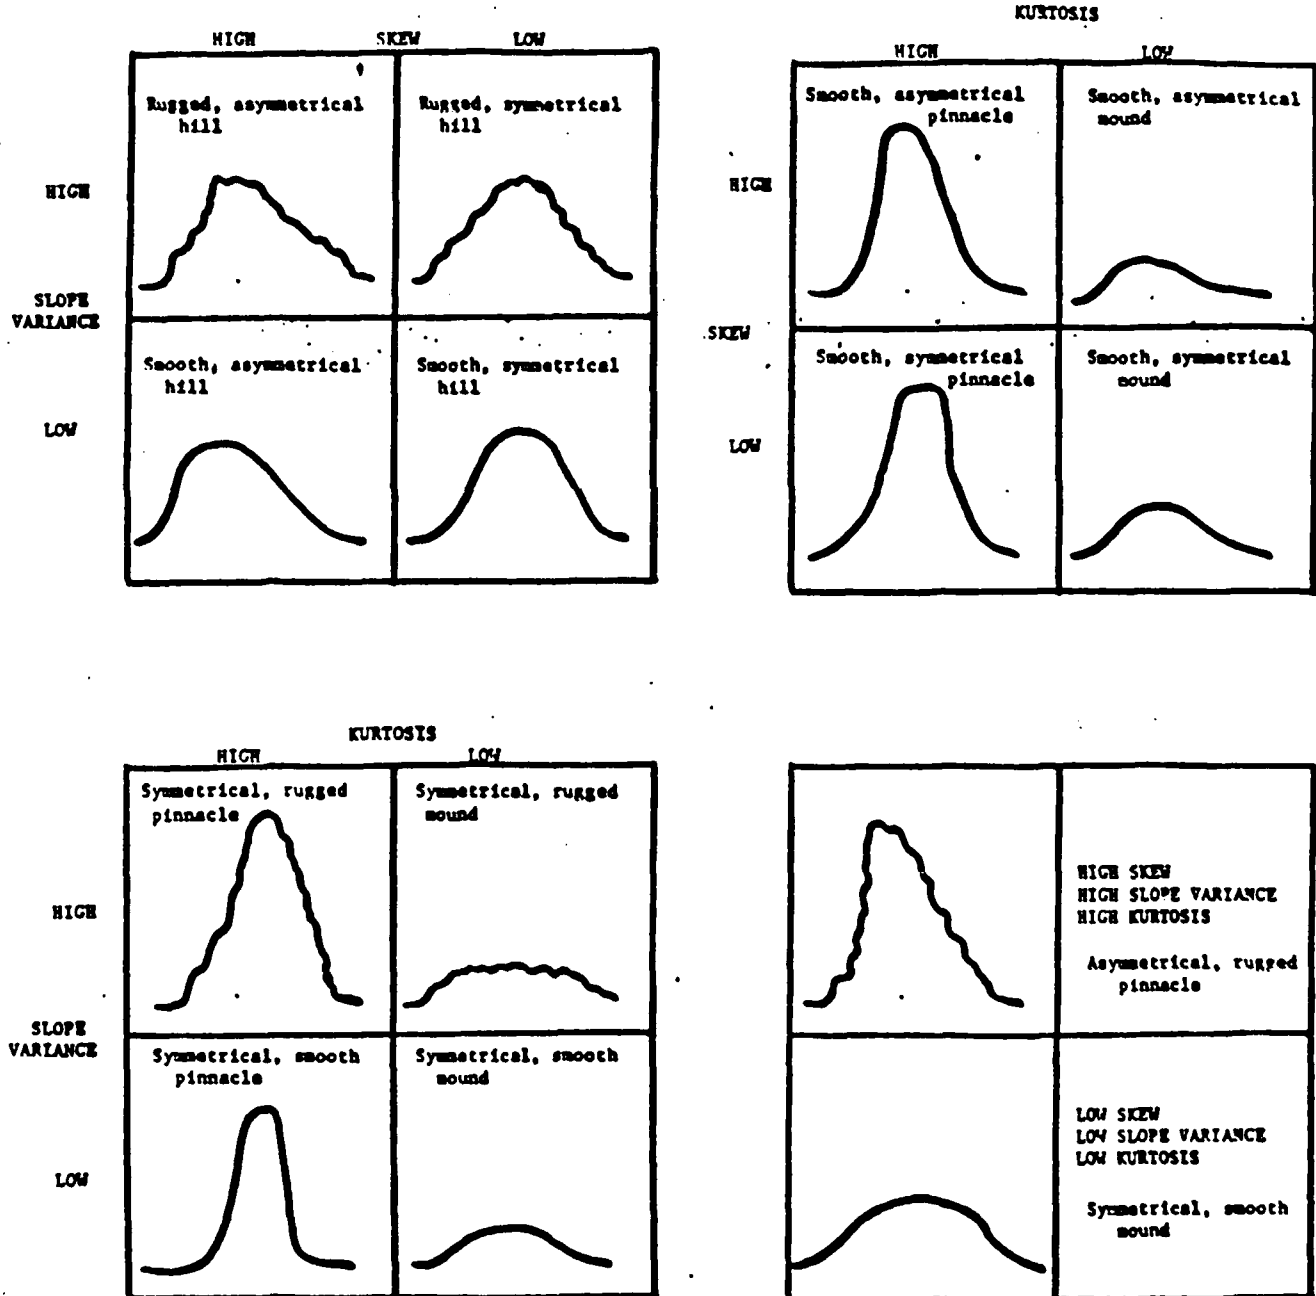 HIGH SKEW LOW
Rugged, asymmetrical
hill
Rugged, symmetrical
hill
HIGH
SLOPE
VARIANCE
Smooth, asymmetrical
hill
Smooth, symmetrical
hill
LOW
KURTOSIS
HIGH LOW
Smooth, asymmetrical
pinnacle
Smooth, asymmetrical
mound
HIGH
SKEW
Smooth, symmetrical
pinnacle
Smooth, symmetrical
mound
LOW
KURTOSIS
HIGH LOW
Symmetrical, rugged
pinnacle
Symmetrical, rugged
mound
HIGH
SLOPE
VARIANCE
Symmetrical, smooth
pinnacle
Symmetrical, smooth
mound
LOW
HIGH SKEW
HIGH SLOPE VARIANCE
HIGH KURTOSIS
Asymmetrical, rugged
pinnacle
LOW SKEW
LOW SLOPE VARIANCE
LOW KURTOSIS
Symmetrical, smooth
mound